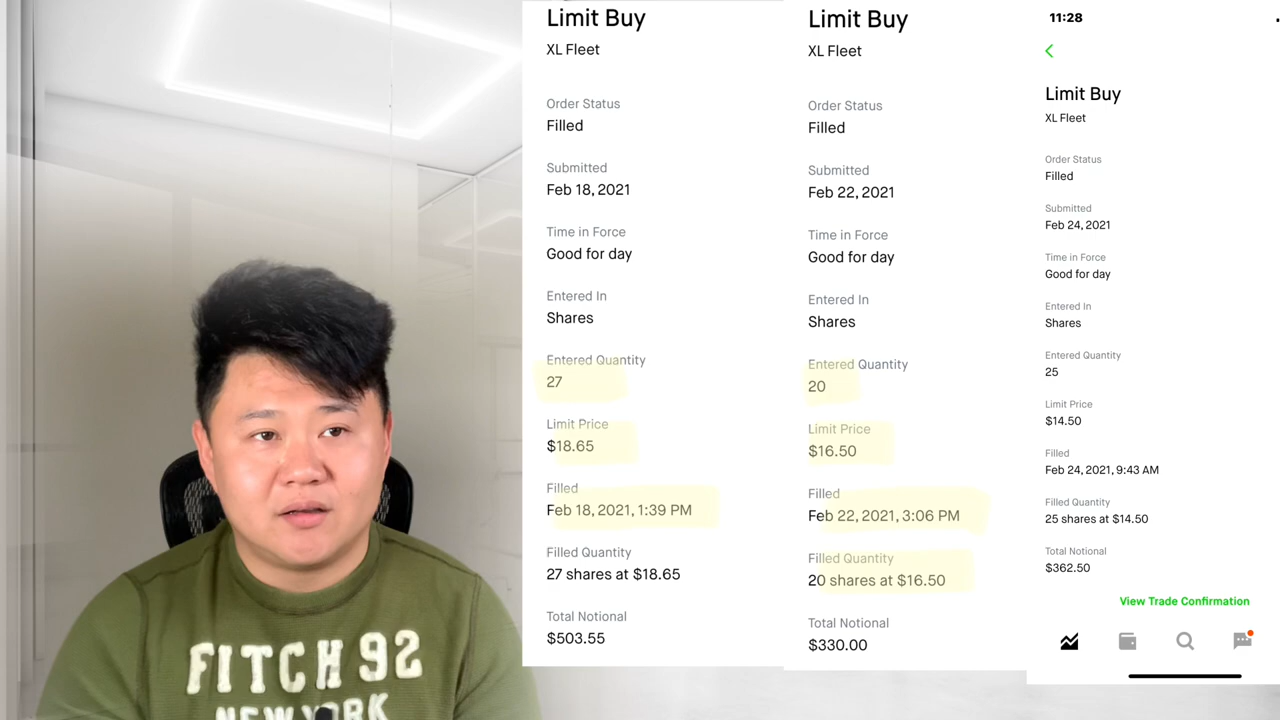 Limit Buy
XL Fleet
Order Status
Filled
Submitted
Feb 18, 2021
Time in Force
Good for day
Entered In
Shares
Entered Quantity
27
Limit Price
$18.65
Filled
Feb 18, 2021, 1:39 PM
Filled Quantity
27 shares at $18.65
Total Notional
$503.55
Limit Buy
XL Fleet
Order Status
Filled
Submitted
Feb 22, 2021
Time in Force
Good for day
Entered In
Shares
Entered Quantity
20
Limit Price
$16.50
Filled
Feb 22, 2021, 3:06 PM
Filled Quantity
20 shares at $16.50
Total Notional
$330.00
11:28
Limit Buy
XL Fleet
Order Status
Filled
Submitted
Feb 24, 2021
Time in Force
Good for day
Entered In
Shares
Entered Quantity
25
Limit Price
$14.50
Filled
Feb 24, 2021, 9:43 AM
Filled Quantity
25 shares at $14.50
Total Notional
$362.50
View Trade Confirmation
FITCH 92
NEW YORK